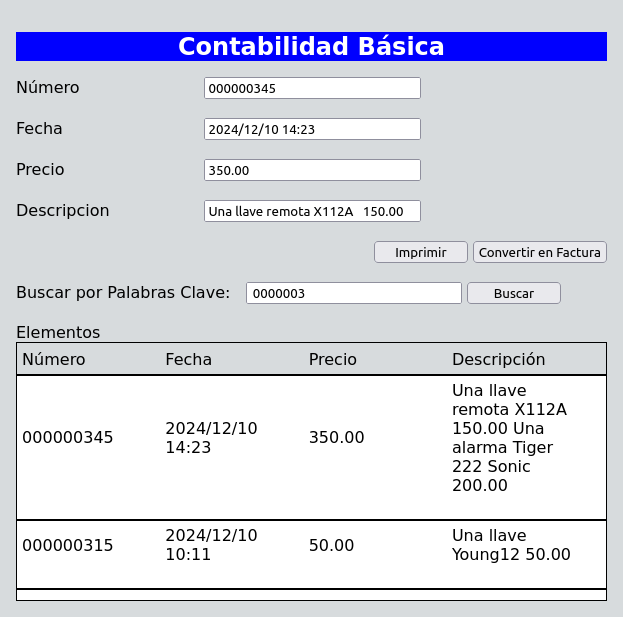 Contabilidad Básica
Número 000000345
Fecha 2024/12/10 14:23
Precio 350.00
Descripcion Una llave remota X112A   150.00
Imprimir Convertir en Factura
Buscar por Palabras Clave: 0000003 Buscar
Elementos
Número Fecha Precio Descripción
000000345 2024/12/10
14:23
350.00
Una llave
remota X112A
150.00 Una
alarma Tiger
222 Sonic
200.00
000000315 2024/12/10
10:11
50.00
Una llave
Young12 50.00